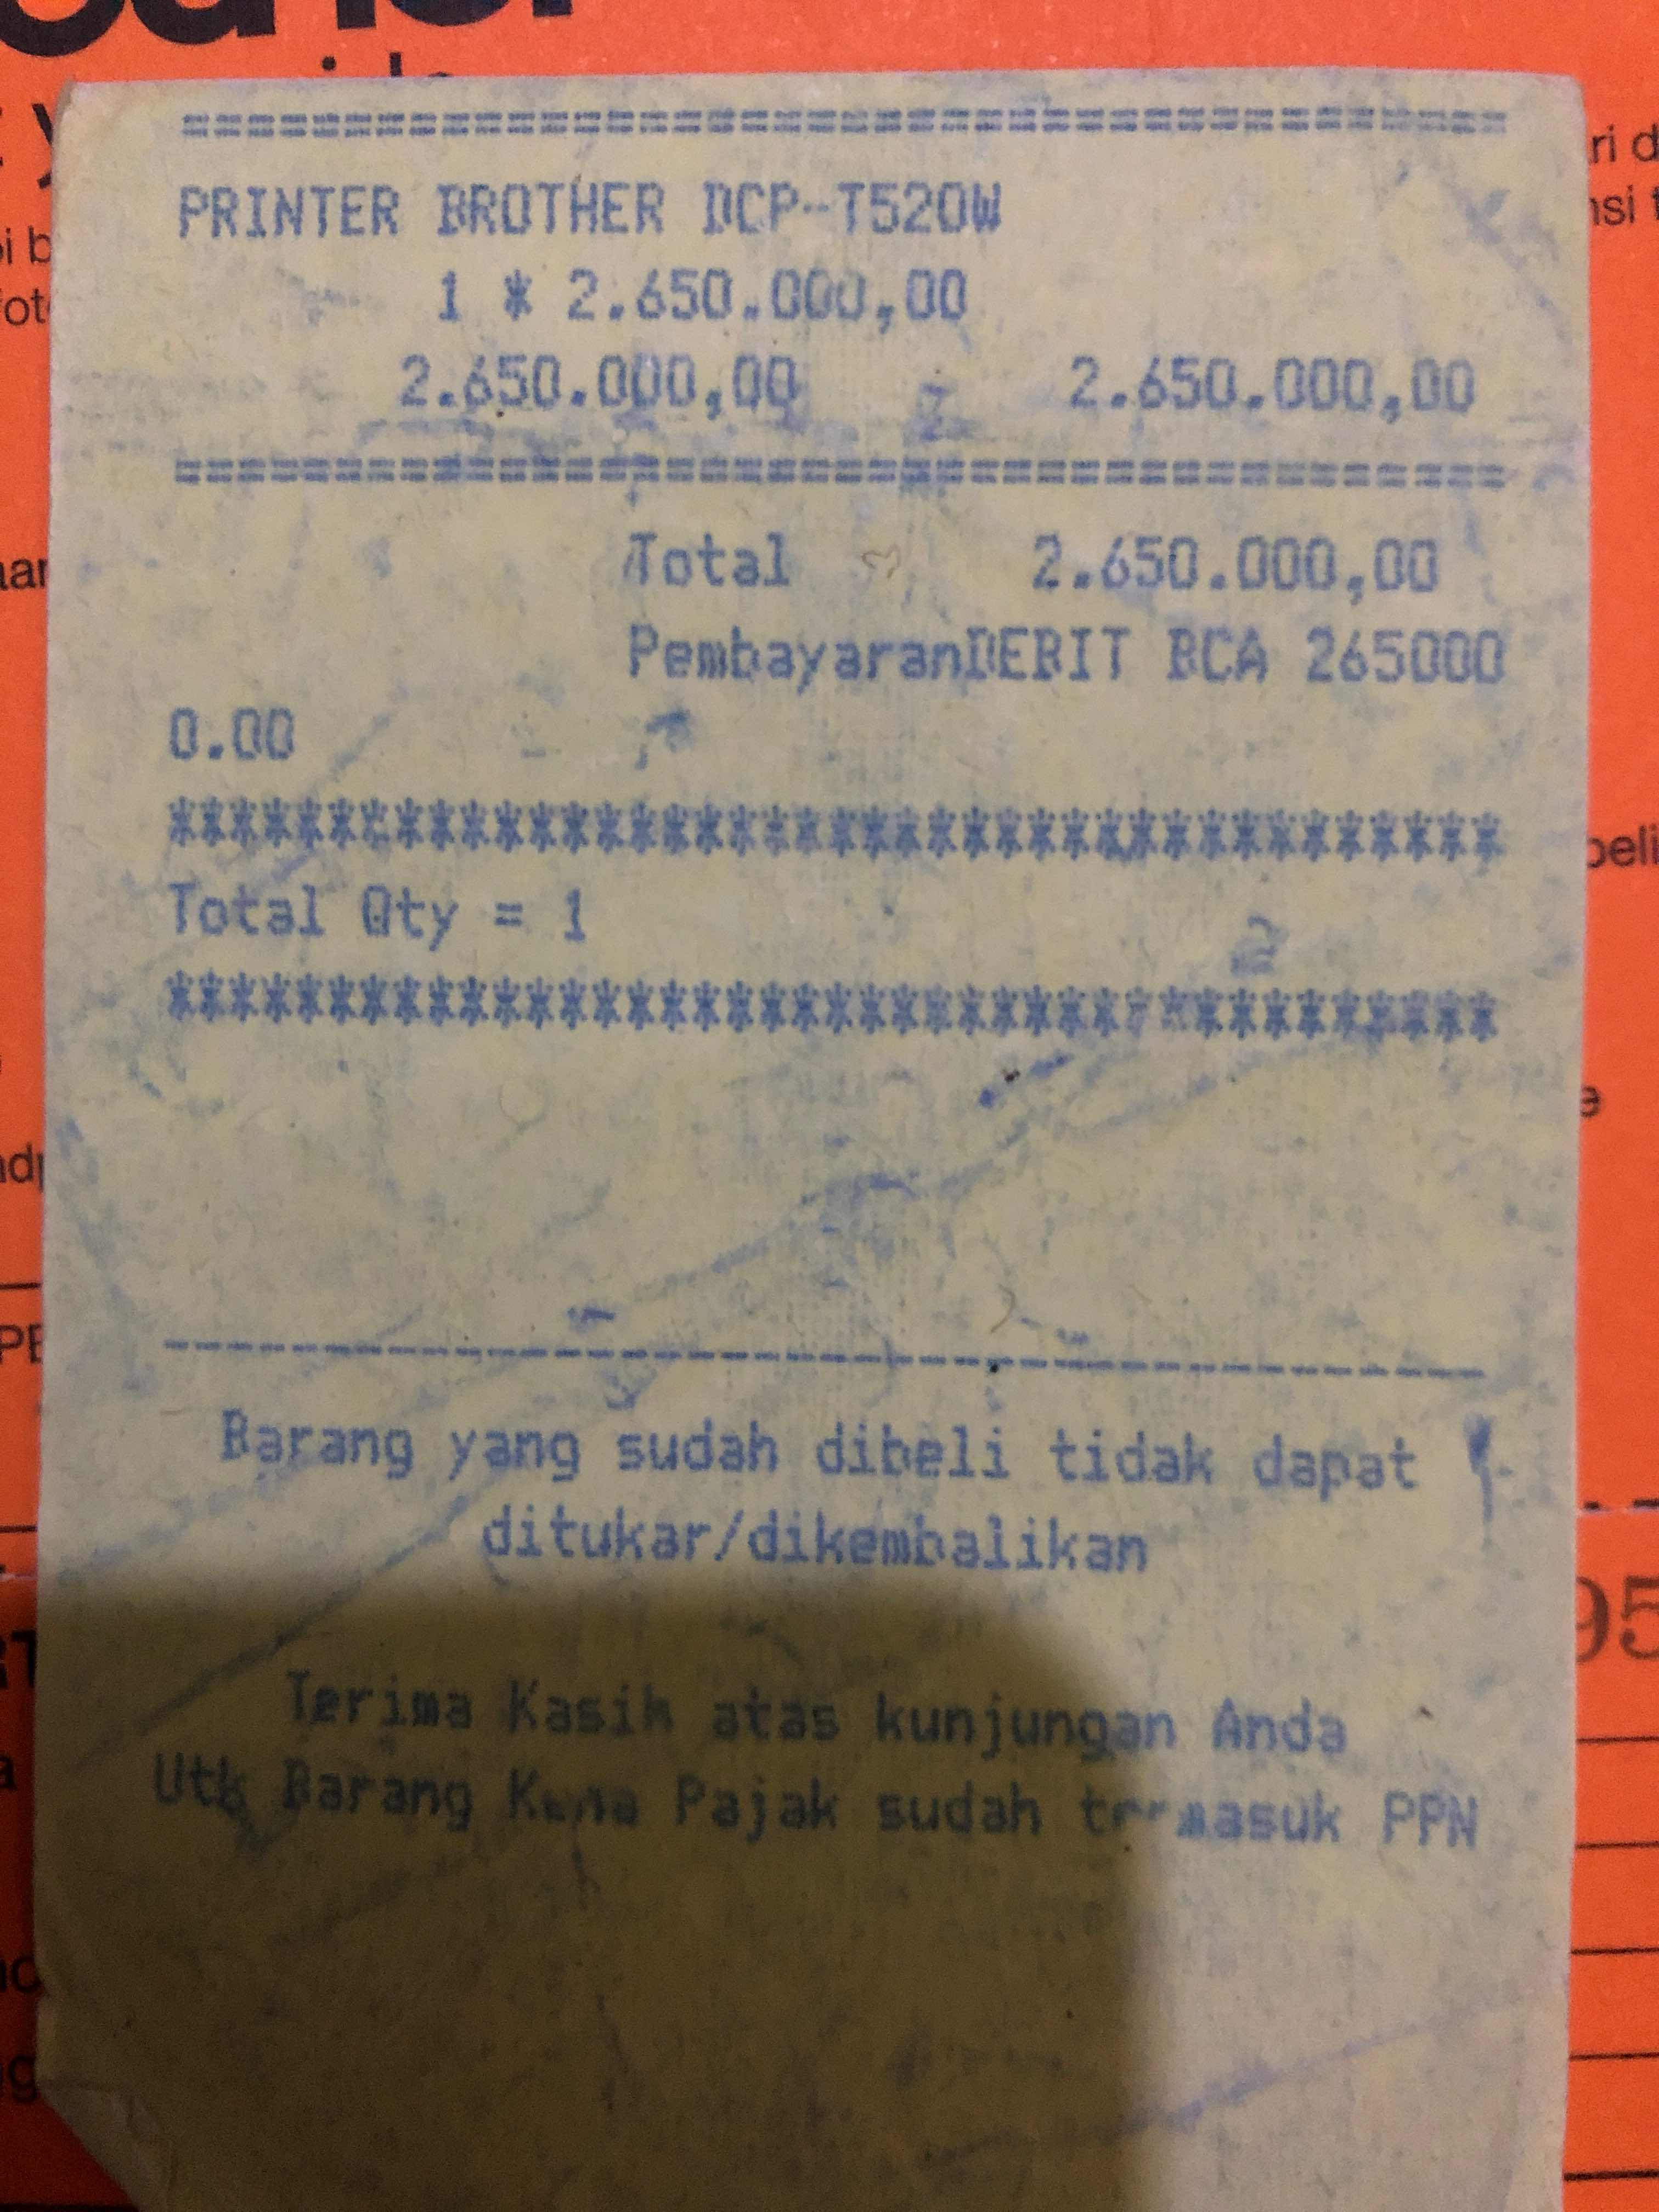 ================================
PRINTER BROTHER DCP-T520W
1 * 2.650.000,00
2.650.000,00 2.650.000,00
================================
Total 2.650.000,00
PembayaranDEBIT BCA 265000
0.00
****************************************
Total Qty = 1
****************************************
----------------------------------------
Barang yang sudah dibeli tidak dapat
ditukar/dikembalikan
Terima Kasih atas kunjungan Anda
Utk Barang Kena Pajak sudah termasuk PPN
95